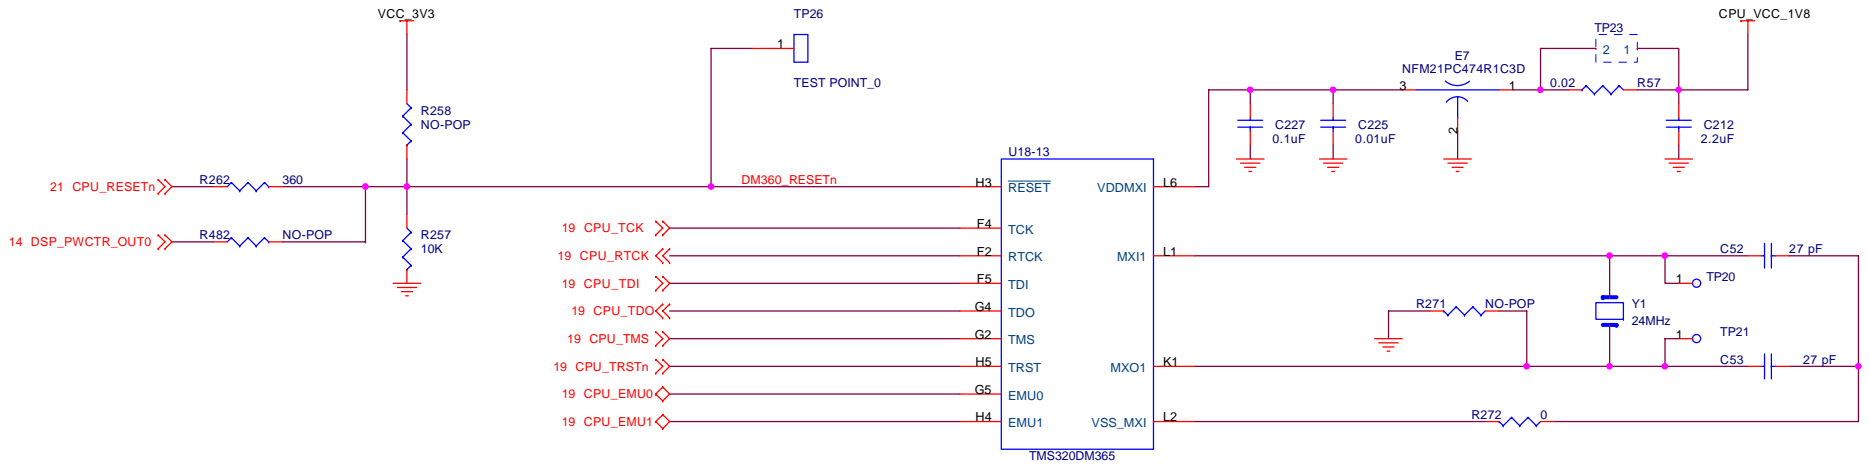 VCC_3V3
TP26
1
TEST POINT_0
CPU_VCC_1V8
TP23
2 1
E7
NFM21PC474R1C3D
3
1
2
0.02
R57
R258
NO-POP
C227
0.1uF
C225
0.01uF
C212
2.2uF
U18-13
21 CPU_RESETn
R262
360
DM360_RESETn
H3
RESET
VDDMXI
L6
14 DSP_PWCTR_OUT0
R482
NO-POP
R257
10K
19 CPU_TCK
F4
TCK
19 CPU_RTCK
F2
RTCK
MXI1
L1
C52
27 pF
19 CPU_TDI
F5
TDI
1
TP20
19 CPU_TDO
G4
TDO
R271
NO-POP
Y1
24MHz
19 CPU_TMS
G2
TMS
1
TP21
19 CPU_TRSTn
H5
TRST
MXO1
K1
C53
27 pF
19 CPU_EMU0
G5
EMU0
19 CPU_EMU1
H4
EMU1
VSS_MXI
L2
R272
0
TMS320DM365